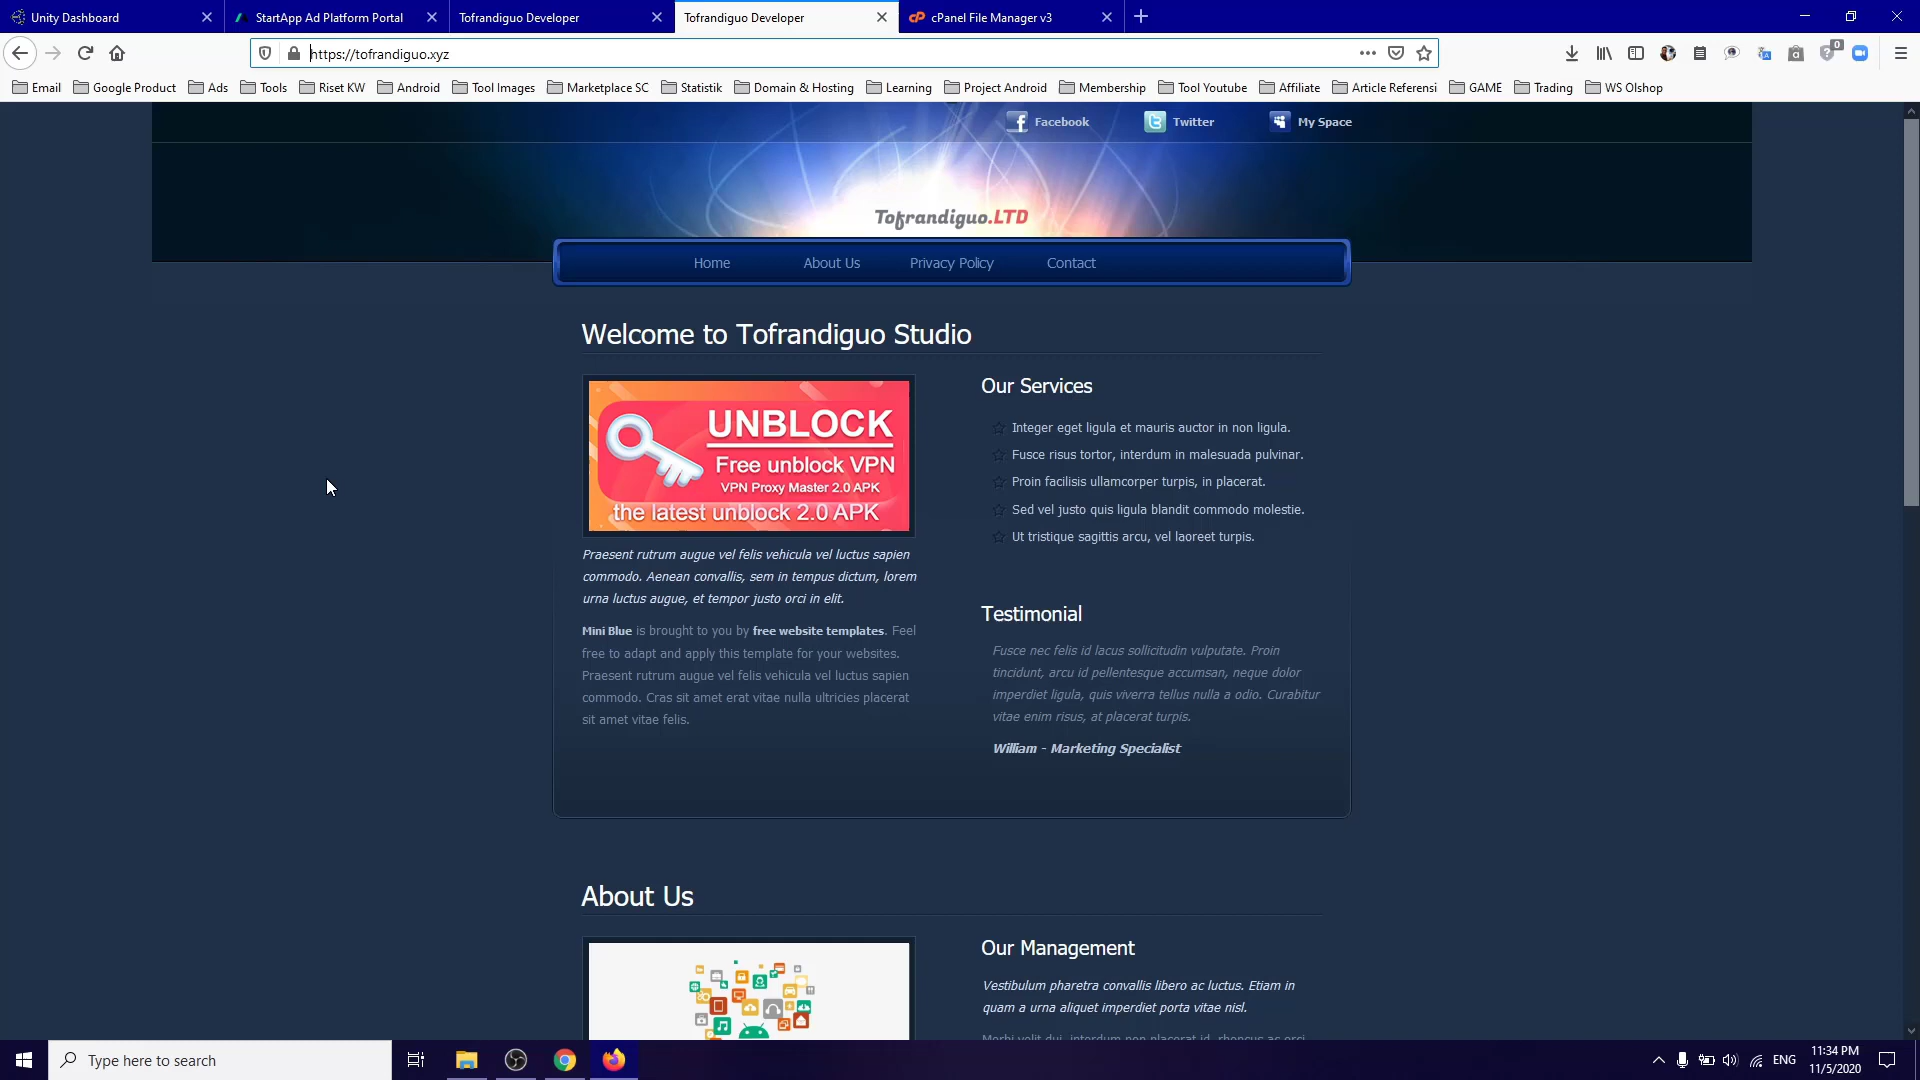 Unity Dashboard
StartApp Ad Platform Portal
Tofrandiguo Developer
Tofrandiguo Developer
cPanel File Manager v3
https://tofrandiguo.xyz
0
Email
Google Product
Ads
Tools
Riset KW
Android
Tool Images
Marketplace SC
Statistik
Domain & Hosting
Learning
Project Android
Membership
Tool Youtube
Affiliate
Article Referensi
GAME
Trading
WS Olshop
Facebook
Twitter
My Space
Tofrandiguo.LTD
Home
About Us
Privacy Policy
Contact
Welcome to Tofrandiguo Studio
UNBLOCK
Free unblock VPN
VPN Proxy Master 2.0 APK
the latest unblock 2.0 APK
Praesent rutrum augue vel felis vehicula vel luctus sapien
commodo. Aenean convallis, sem in tempus dictum, lorem
urna luctus augue, et tempor justo orci in elit.
Mini Blue is brought to you by free website templates. Feel
free to adapt and apply this template for your websites.
Praesent rutrum augue vel felis vehicula vel luctus sapien
commodo. Cras sit amet erat vitae nulla ultricies placerat
sit amet vitae felis.
Our Services
Integer eget ligula et mauris auctor in non ligula.
Fusce risus tortor, interdum in malesuada pulvinar.
Proin facilisis ullamcorper turpis, in placerat.
Sed vel justo quis ligula blandit commodo molestie.
Ut tristique sagittis arcu, vel laoreet turpis.
Testimonial
Fusce nec felis id lacus sollicitudin vulputate. Proin
tincidunt, arcu id pellentesque accumsan, neque dolor
imperdiet ligula, quis viverra tellus nulla a odio. Curabitur
vitae enim risus, at placerat turpis.
William - Marketing Specialist
About Us
Our Management
Vestibulum pharetra convallis libero ac luctus. Etiam in
quam a urna aliquet imperdiet porta vitae nisl.
Morbi velit dui, interdum non placerat id, rhoncus ac orci.
Type here to search
ENG
11:34 PM
11/5/2020